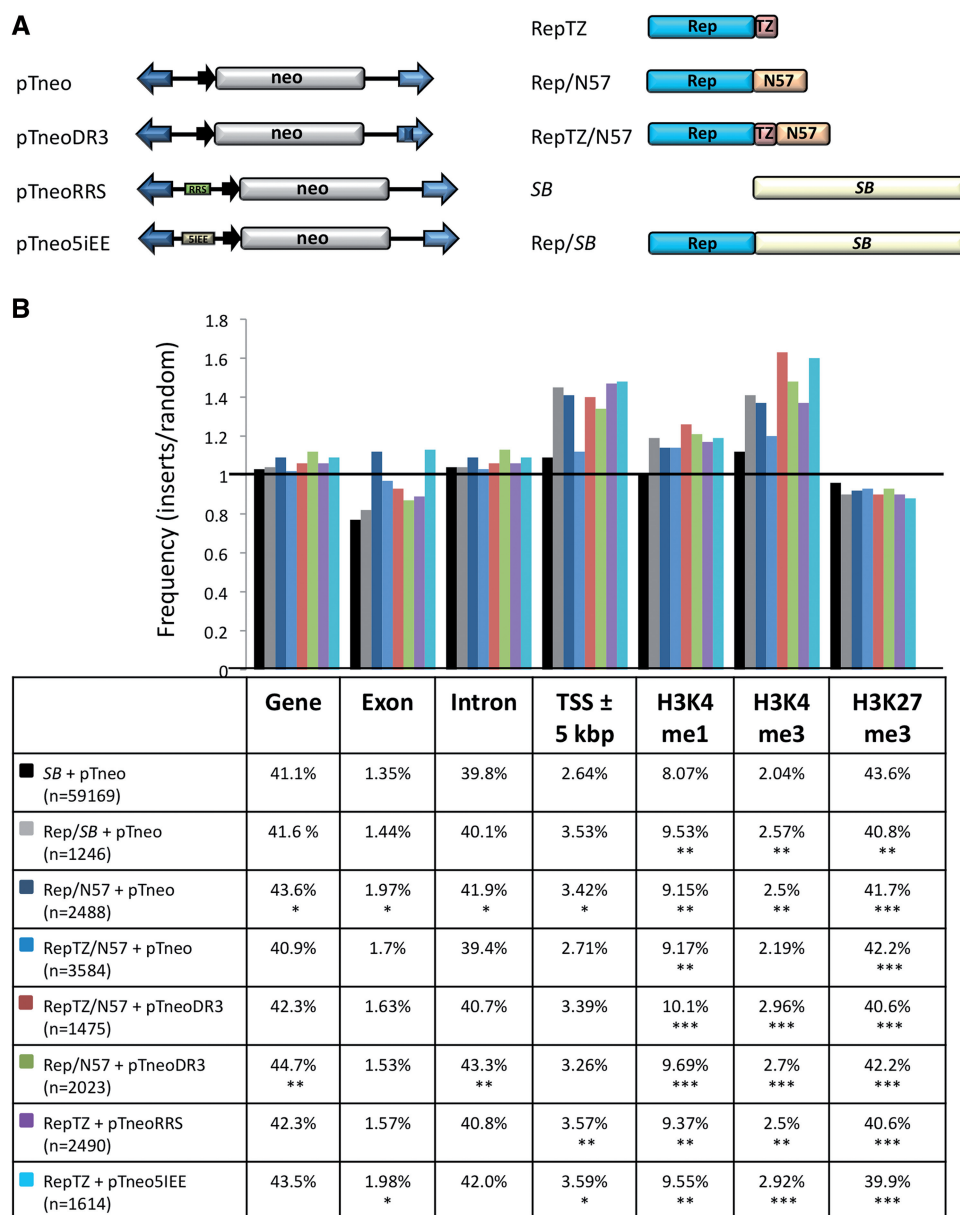 A
pTneo
neo
pTneoDR3
neo
pTneoRRS
RRS
neo
pTneo5iEE
5IEE
neo
RepTZ
Rep TZ
Rep/N57
Rep N57
RepTZ/N57
Rep TZ N57
SB
SB
Rep/SB
Rep SB
B
Frequency (inserts/random)
1.8
1.6
1.4
1.2
1
0.8
0.6
0.4
0.2
0
Gene Exon Intron TSS ± H3K4 H3K4 H3K27
5 kbp me1 me3 me3
SB + pTneo 41.1% 1.35% 39.8% 2.64% 8.07% 2.04% 43.6%
(n=59169)
Rep/SB + pTneo 41.6 % 1.44% 40.1% 3.53% 9.53% 2.57% 40.8%
(n=1246) ** ** **
Rep/N57 + pTneo 43.6% 1.97% 41.9% 3.42% 9.15% 2.5% 41.7%
(n=2488) * * * * ** ** ***
RepTZ/N57 + pTneo 40.9% 1.7% 39.4% 2.71% 9.17% 2.19% 42.2%
(n=3584) ** ***
RepTZ/N57 + pTneoDR3 42.3% 1.63% 40.7% 3.39% 10.1% 2.96% 40.6%
(n=1475) *** *** ***
Rep/N57 + pTneoDR3 44.7% 1.53% 43.3% 3.26% 9.69% 2.7% 42.2%
(n=2023) ** ** *** *** ***
RepTZ + pTneoRRS 42.3% 1.57% 40.8% 3.57% 9.37% 2.5% 40.6%
(n=2490) ** ** ** ***
RepTZ + pTneo5IEE 43.5% 1.98% 42.0% 3.59% 9.55% 2.92% 39.9%
(n=1614) * * ** *** ***